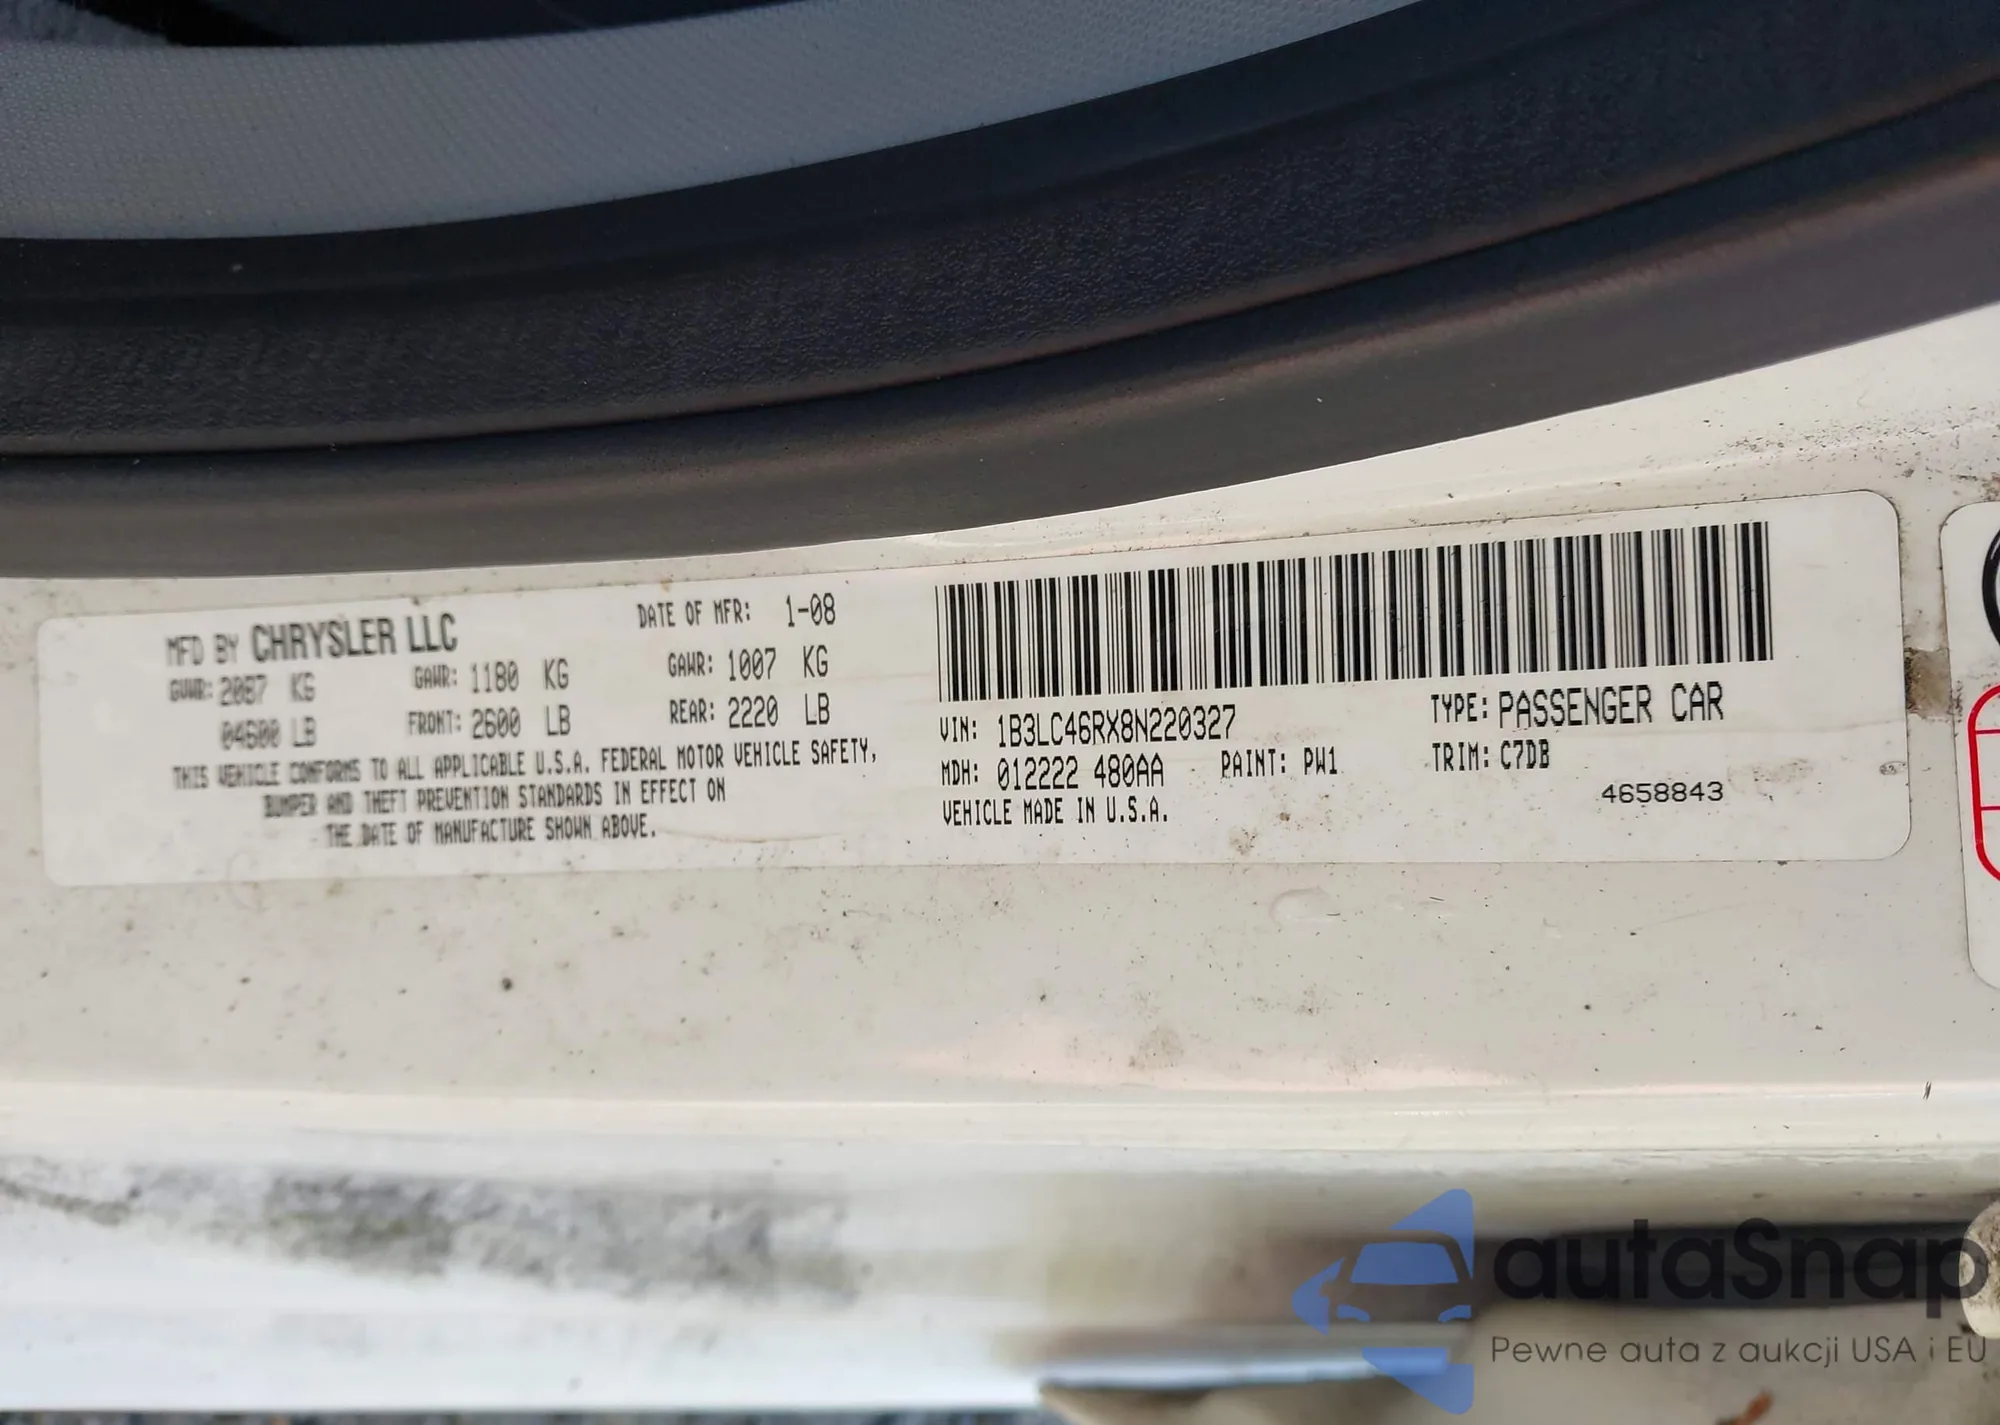 MFD BY CHRYSLER LLC DATE OF MFR: 1-08
GVWR: 2087 KG GAWR: 1180 KG GAWR: 1007 KG
04600 LB FRONT: 2600 LB REAR: 2220 LB
THIS VEHICLE CONFORMS TO ALL APPLICABLE U.S.A. FEDERAL MOTOR VEHICLE SAFETY,
BUMPER AND THEFT PREVENTION STANDARDS IN EFFECT ON
THE DATE OF MANUFACTURE SHOWN ABOVE.
VIN: 1B3LC46RX8N220327 TYPE: PASSENGER CAR
MDH: 012222 480AA PAINT: PW1 TRIM: C7DB
VEHICLE MADE IN U.S.A. 4658843
autaSnap
Pewne auta z aukcji USA i EU